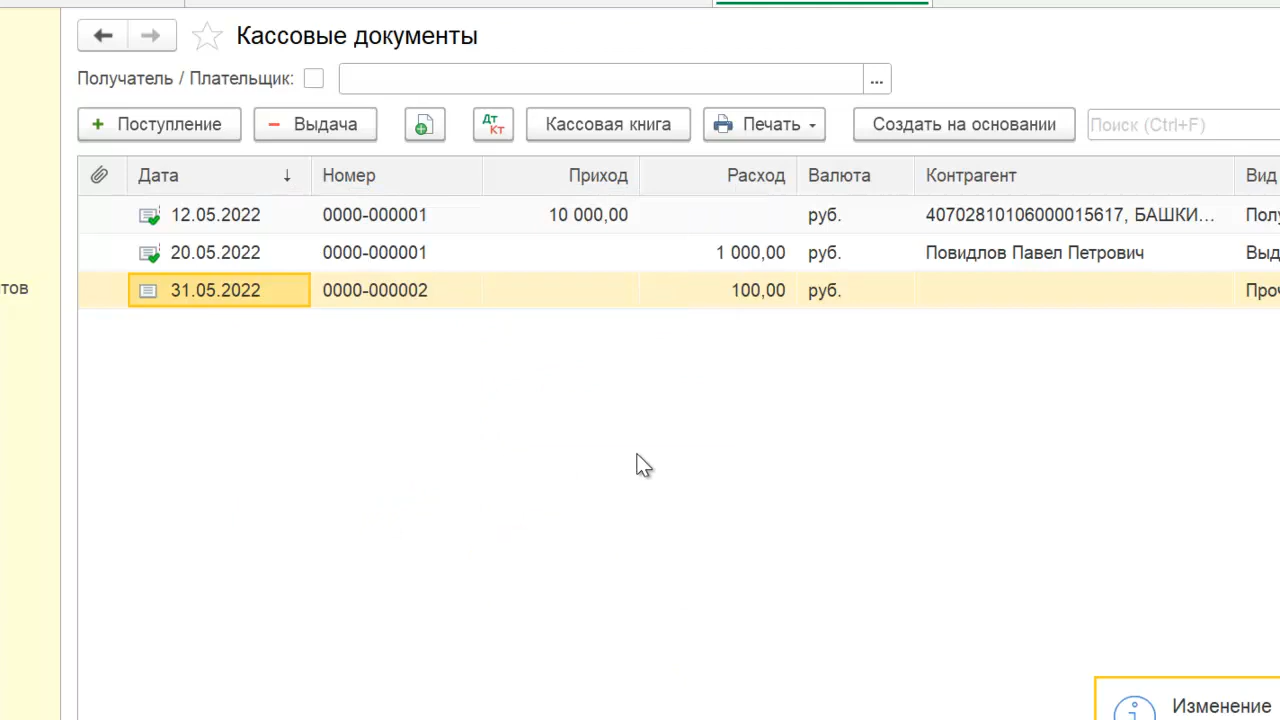 Кассовые документы
Получатель / Плательщик: ...
+ Поступление − Выдача Дт Кт Кассовая книга Печать Создать на основании Поиск (Ctrl+F)
Дата ↓ Номер Приход Расход Валюта Контрагент Вид
12.05.2022 0000-000001 10 000,00 руб. 40702810106000015617, БАШКИ... Полу
20.05.2022 0000-000001 1 000,00 руб. Повидлов Павел Петрович Выд
тов 31.05.2022 0000-000002 100,00 руб. Проч
Изменение